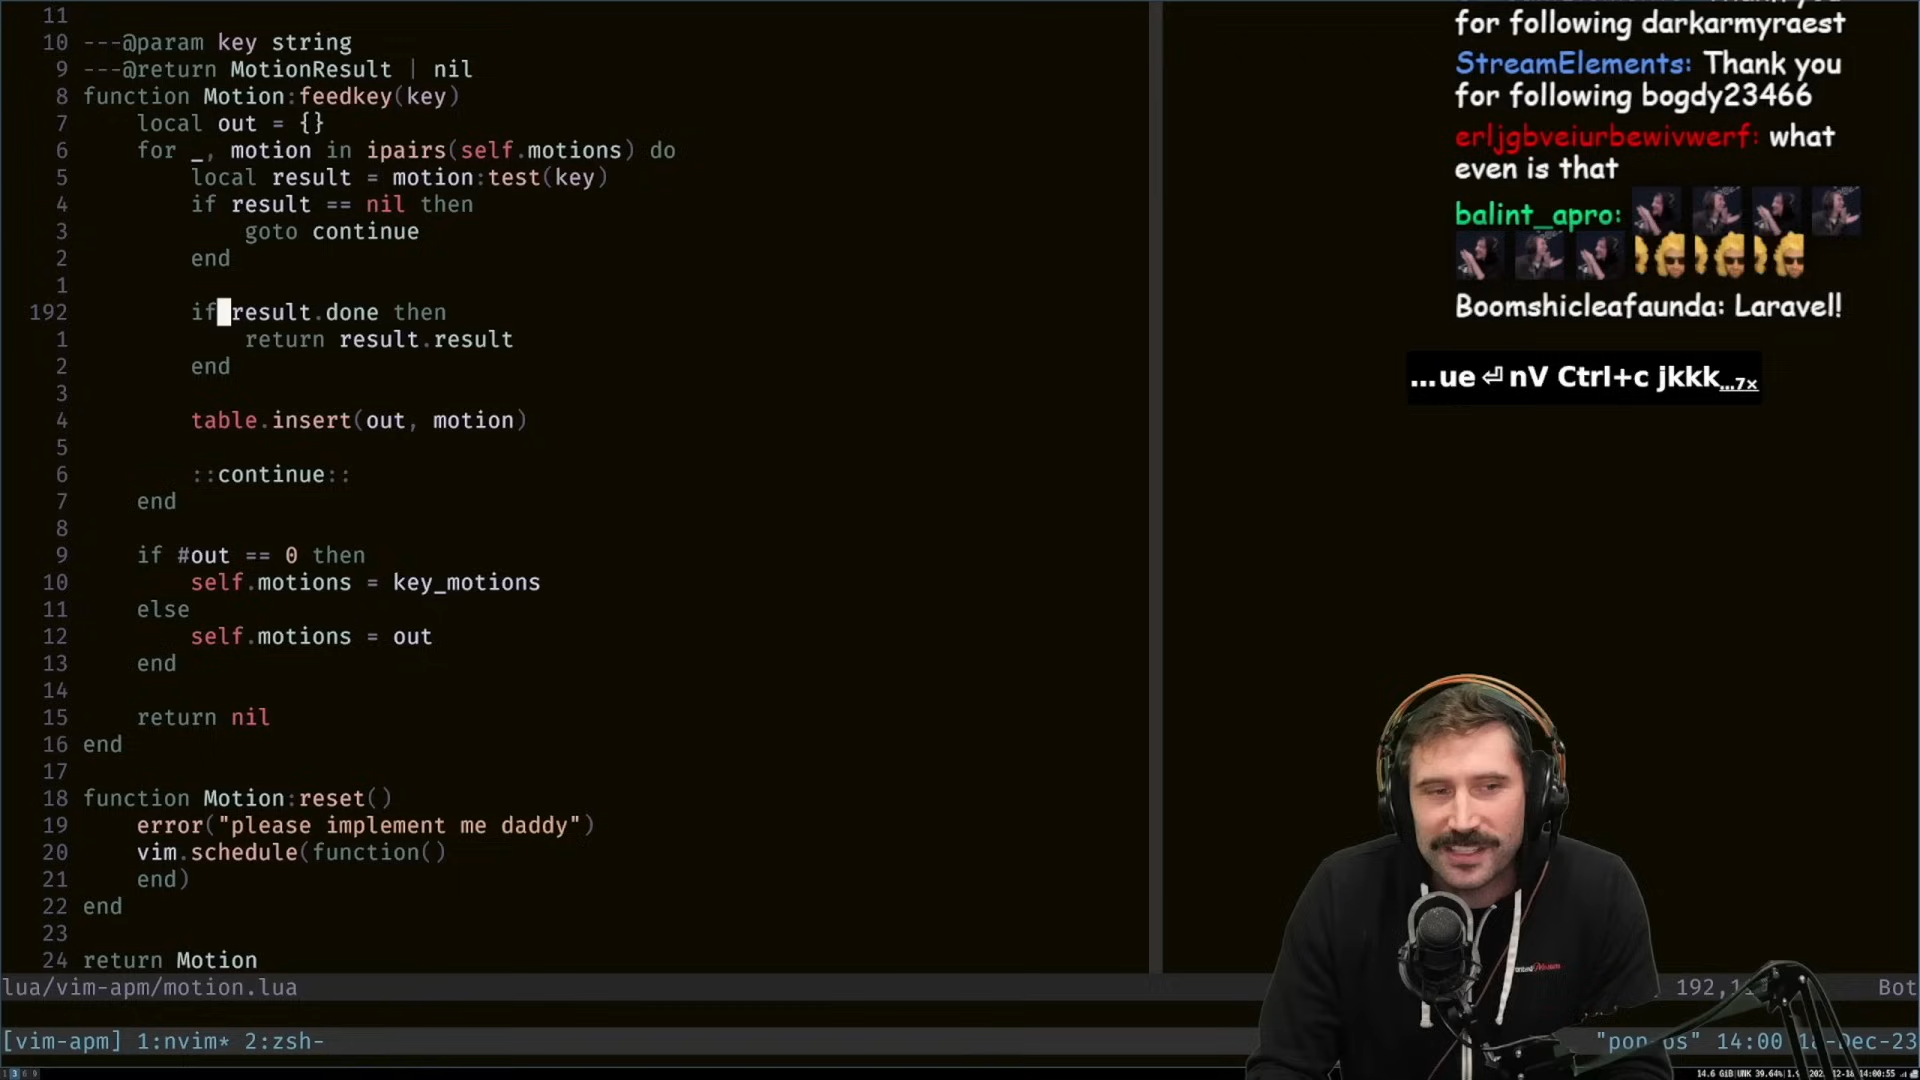 11
10 ---@param key string
9 ---@return MotionResult | nil
8 function Motion:feedkey(key)
7 local out = {}
6 for _, motion in ipairs(self.motions) do
5 local result = motion:test(key)
4 if result == nil then
3 goto continue
2 end
1
192 if result.done then
1 return result.result
2 end
3
4 table.insert(out, motion)
5
6 ::continue::
7 end
8
9 if #out == 0 then
10 self.motions = key_motions
11 else
12 self.motions = out
13 end
14
15 return nil
16 end
17
18 function Motion:reset()
19 error("please implement me daddy")
20 vim.schedule(function()
21 end)
22 end
23
24 return Motion
lua/vim-apm/motion.lua
192,1
Bot
[vim-apm] 1:nvim* 2:zsh-
14:00
Dec-23
for following darkarmyraest
StreamElements: Thank you
for following bogdy23466
erljgbveiurbewivwerf: what
even is that
balint_apro:
Boomshicleafaunda: Laravel!
...ue ⏎ nV Ctrl+c jkkk...7×